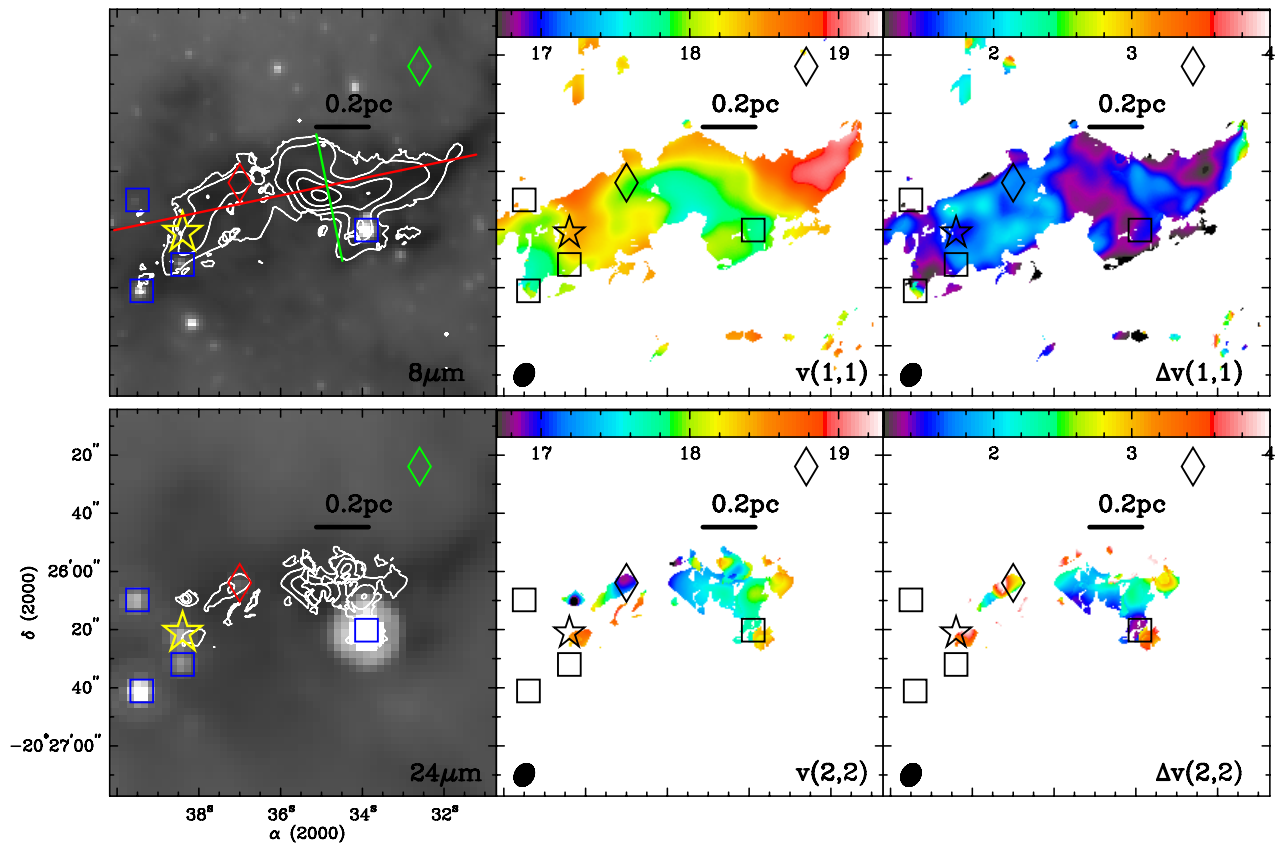 17 18 19
2 3 4
0.2pc
0.2pc
0.2pc
8μm
v(1,1)
Δv(1,1)
17 18 19
2 3 4
0.2pc
0.2pc
0.2pc
20"
26'00"
20"
40"
−20°27'00"
24μm
v(2,2)
Δv(2,2)
38ˢ 36ˢ 34ˢ 32ˢ
α (2000)
δ (2000)